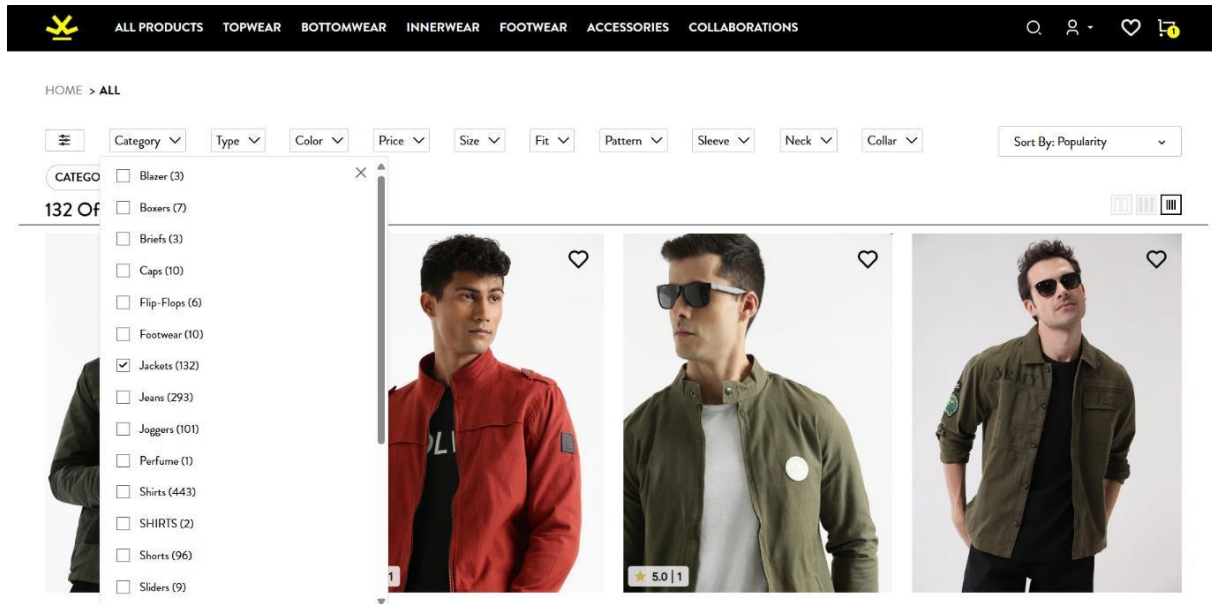 ALL PRODUCTS TOPWEAR BOTTOMWEAR INNERWEAR FOOTWEAR ACCESSORIES COLLABORATIONS 1
HOME > ALL
Category Type Color Price Size Fit Pattern Sleeve Neck Collar Sort By: Popularity
CATEGO
132 Of
Blazer (3)
Boxers (7)
Briefs (3)
Caps (10)
Flip-Flops (6)
Footwear (10)
Jackets (132)
Jeans (293)
Joggers (101)
Perfume (1)
Shirts (443)
SHIRTS (2)
Shorts (96)
Sliders (9)
1
5.0 | 1
ARMY